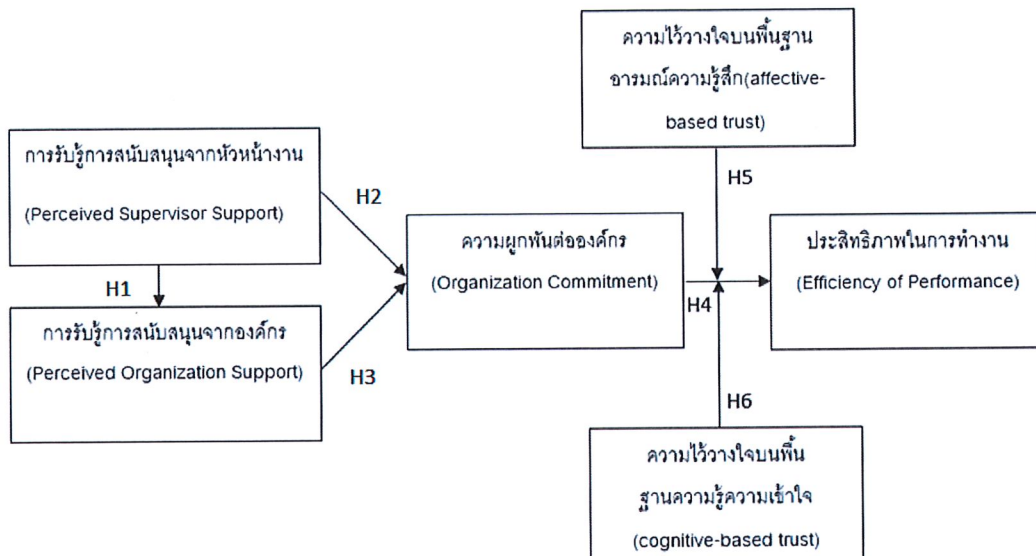 ความไว้วางใจบนพื้นฐาน
อารมณ์ความรู้สึก(affective-
based trust)
การรับรู้การสนับสนุนจากหัวหน้างาน
(Perceived Supervisor Support)
H2
H5
ความผูกพันต่อองค์กร
(Organization Commitment)
ประสิทธิภาพในการทำงาน
(Efficiency of Performance)
H1
H4
การรับรู้การสนับสนุนจากองค์กร
(Perceived Organization Support)
H3
H6
ความไว้วางใจบนพื้น
ฐานความรู้ความเข้าใจ
(cognitive-based trust)